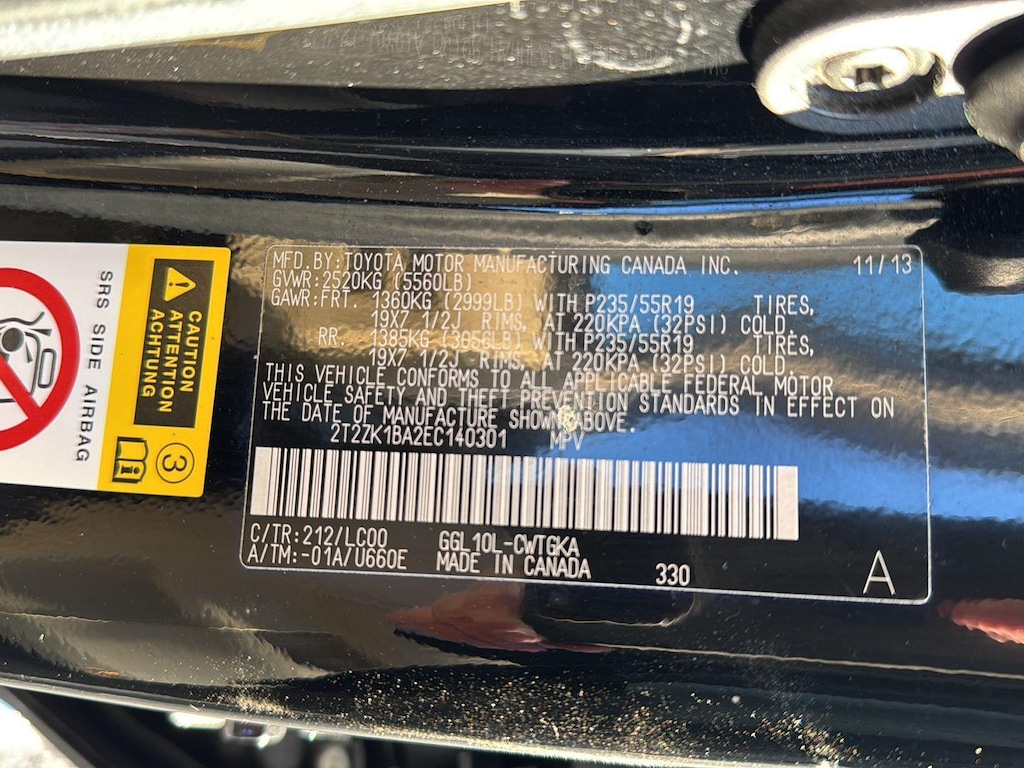 MFD. BY: TOYOTA MOTOR MANUFACTURING CANADA INC. 11/13
GVWR: 2520KG (5560LB)
GAWR: FRT. 1360KG (2999LB) WITH P235/55R19 TIRES,
19X7 1/2J RIMS, AT 220KPA (32PSI) COLD.
RR. 1385KG (3056LB) WITH P235/55R19 TIRES,
19X7 1/2J RIMS, AT 220KPA (32PSI) COLD.
THIS VEHICLE CONFORMS TO ALL APPLICABLE FEDERAL MOTOR
VEHICLE SAFETY AND THEFT PREVENTION STANDARDS IN EFFECT ON
THE DATE OF MANUFACTURE SHOWN ABOVE.
2T2ZK1BA2EC140301 MPV
C/TR: 212/LC00 GGL10L-CWTGKA
A/TM: -01A/U660E MADE IN CANADA 330
A
CAUTION
ATTENTION
ACHTUNG
SRS SIDE AIRBAG
3